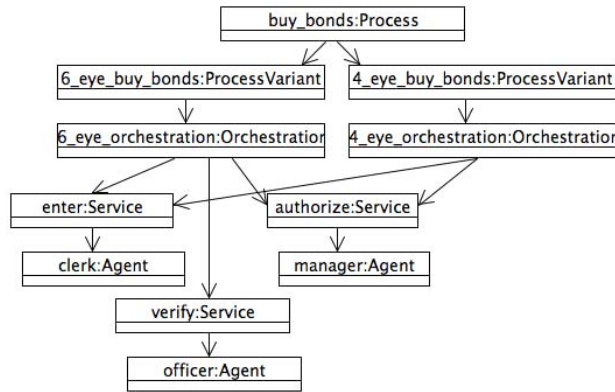 buy_bonds:Process
6_eye_buy_bonds:ProcessVariant
4_eye_buy_bonds:ProcessVariant
6_eye_orchestration:Orchestration
4_eye_orchestration:Orchestration
enter:Service
authorize:Service
clerk:Agent
manager:Agent
verify:Service
officer:Agent